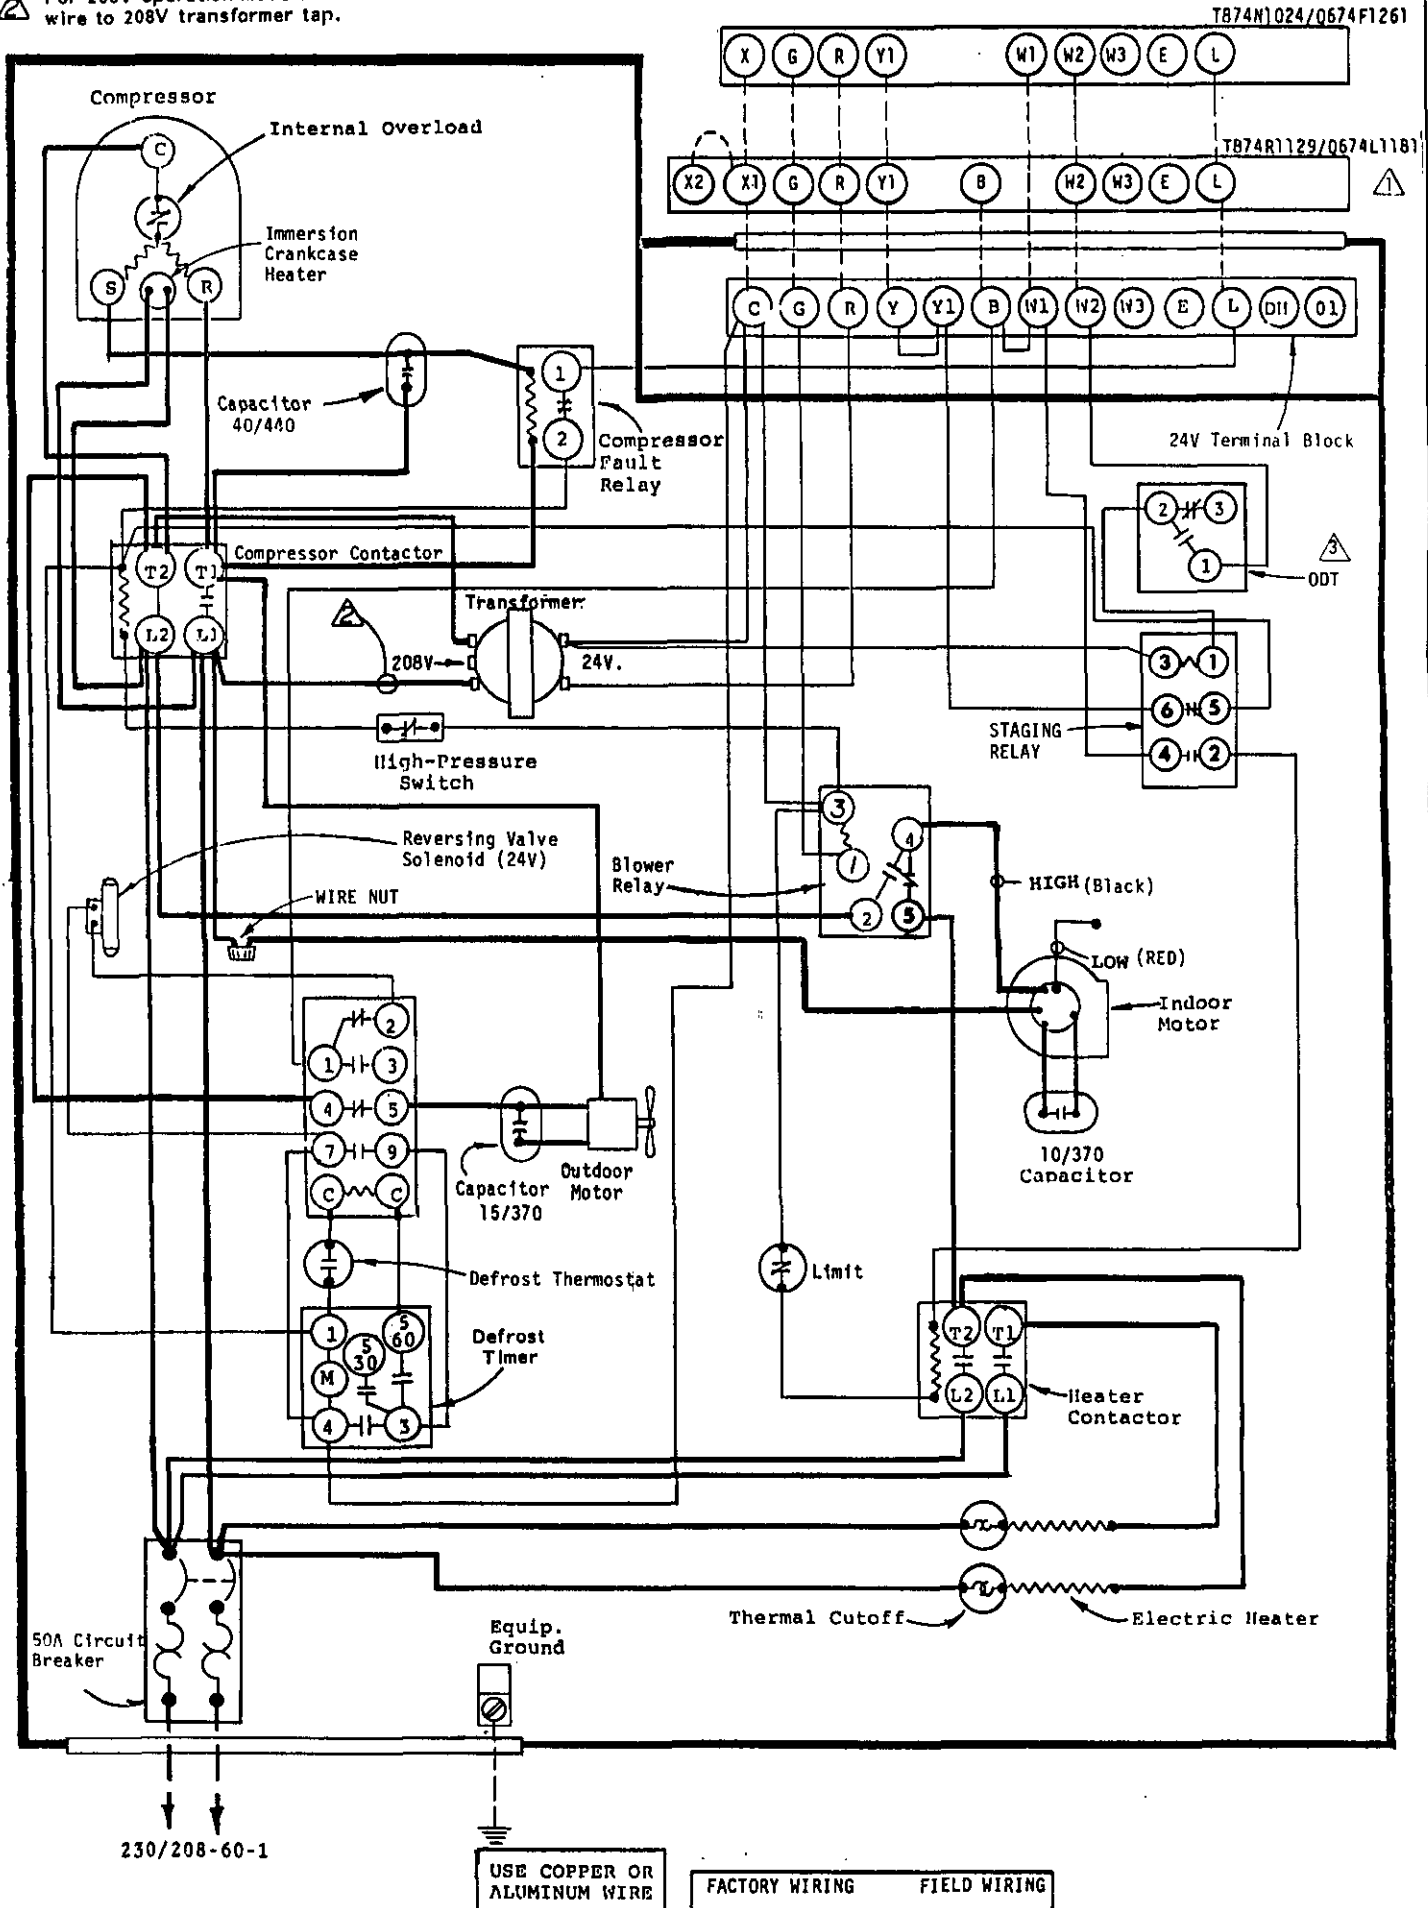 2
wire to 208V transformer tap.
T874N1024/Q674F1261
X G R Y1 W1 W2 W3 E L
T874R1129/Q674L1181
X2 X1 G R Y1 B W2 W3 E L
1
Compressor
Internal Overload
C
Immersion
Crankcase
Heater
S R
C G R Y Y1 B W1 W2 W3 E L DH O1
24V Terminal Block
Capacitor
40/440
1
2
Compressor
Fault
Relay
2 3
1
3
ODT
Compressor Contactor
T2 T1
L2 L1
2
Transformer
208V
24V.
3 1
6 5
4 2
STAGING
RELAY
High-Pressure
Switch
Reversing Valve
Solenoid (24V)
WIRE NUT
Blower
Relay
3
4
1
2 5
HIGH (Black)
LOW (RED)
Indoor
Motor
10/370
Capacitor
2
1 3
4 5
7 9
C C
Capacitor
15/370
Outdoor
Motor
Defrost Thermostat
Limit
1
S
30
S
60
M
4 3
Defrost
Timer
T2 T1
L2 L1
Heater
Contactor
Thermal Cutoff
Electric Heater
50A Circuit
Breaker
Equip.
Ground
230/208-60-1
USE COPPER OR
ALUMINUM WIRE
FACTORY WIRING FIELD WIRING